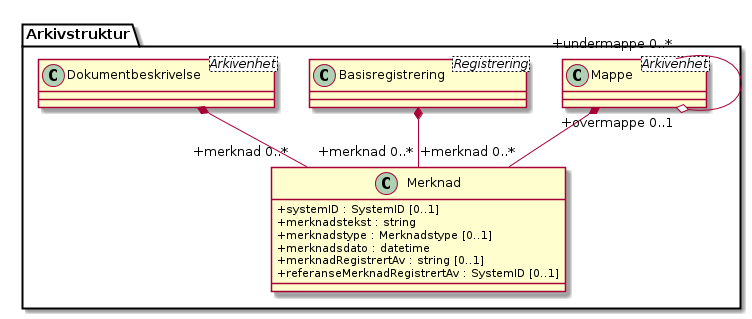 Arkivstruktur
+undermappe 0..*
C Dokumentbeskrivelse Arkivenhet
C Basisregistrering Registrering
C Mappe Arkivenhet
+overmappe 0..1
+merknad 0..* +merknad 0..* +merknad 0..*
C Merknad
+systemID : SystemID [0..1]
+merknadstekst : string
+merknadstype : Merknadstype [0..1]
+merknadsdato : datetime
+merknadRegistrertAv : string [0..1]
+referanseMerknadRegistrertAv : SystemID [0..1]